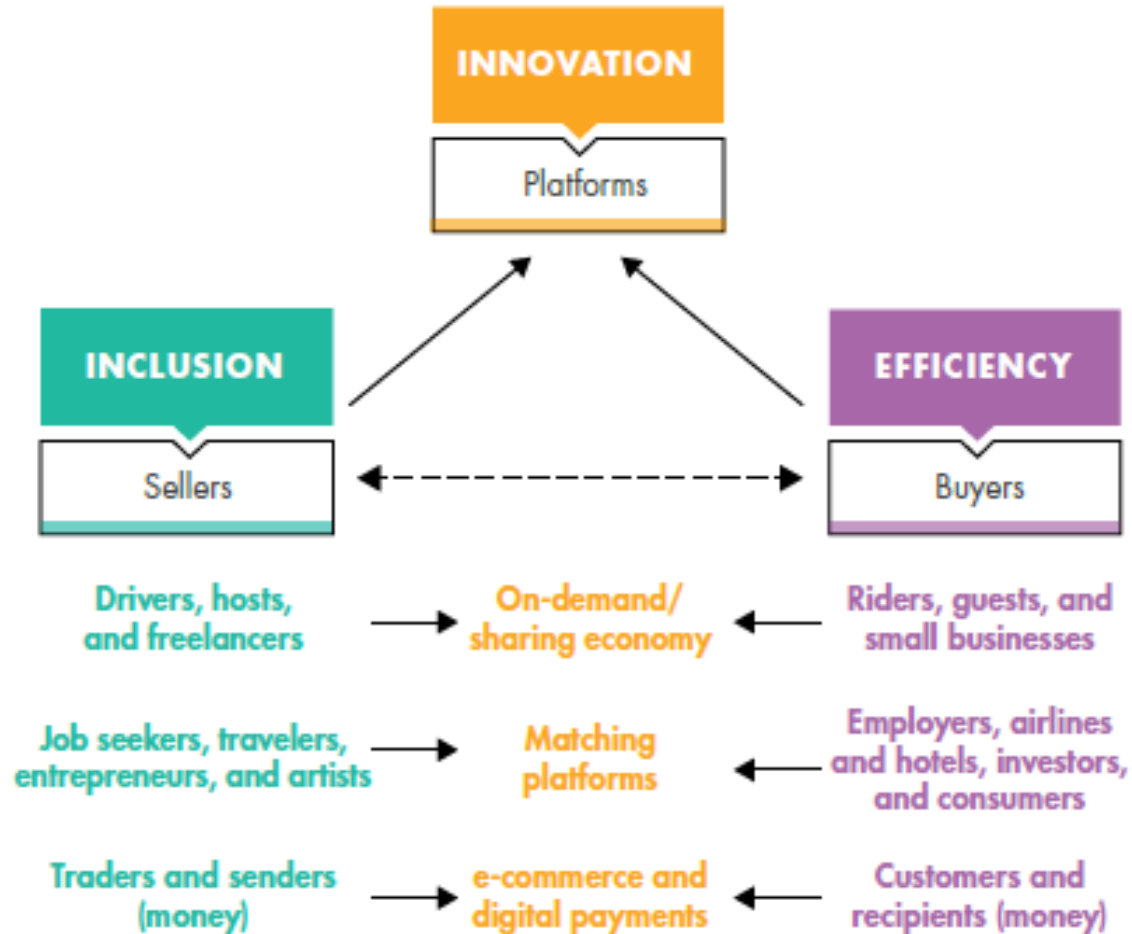 INNOVATION
Platforms
INCLUSION
Sellers
EFFICIENCY
Buyers
Drivers, hosts,
and freelancers
On-demand/
sharing economy
Riders, guests, and
small businesses
Job seekers, travelers,
entrepreneurs, and artists
Matching
platforms
Employers, airlines
and hotels, investors,
and consumers
Traders and senders
(money)
e-commerce and
digital payments
Customers and
recipients (money)